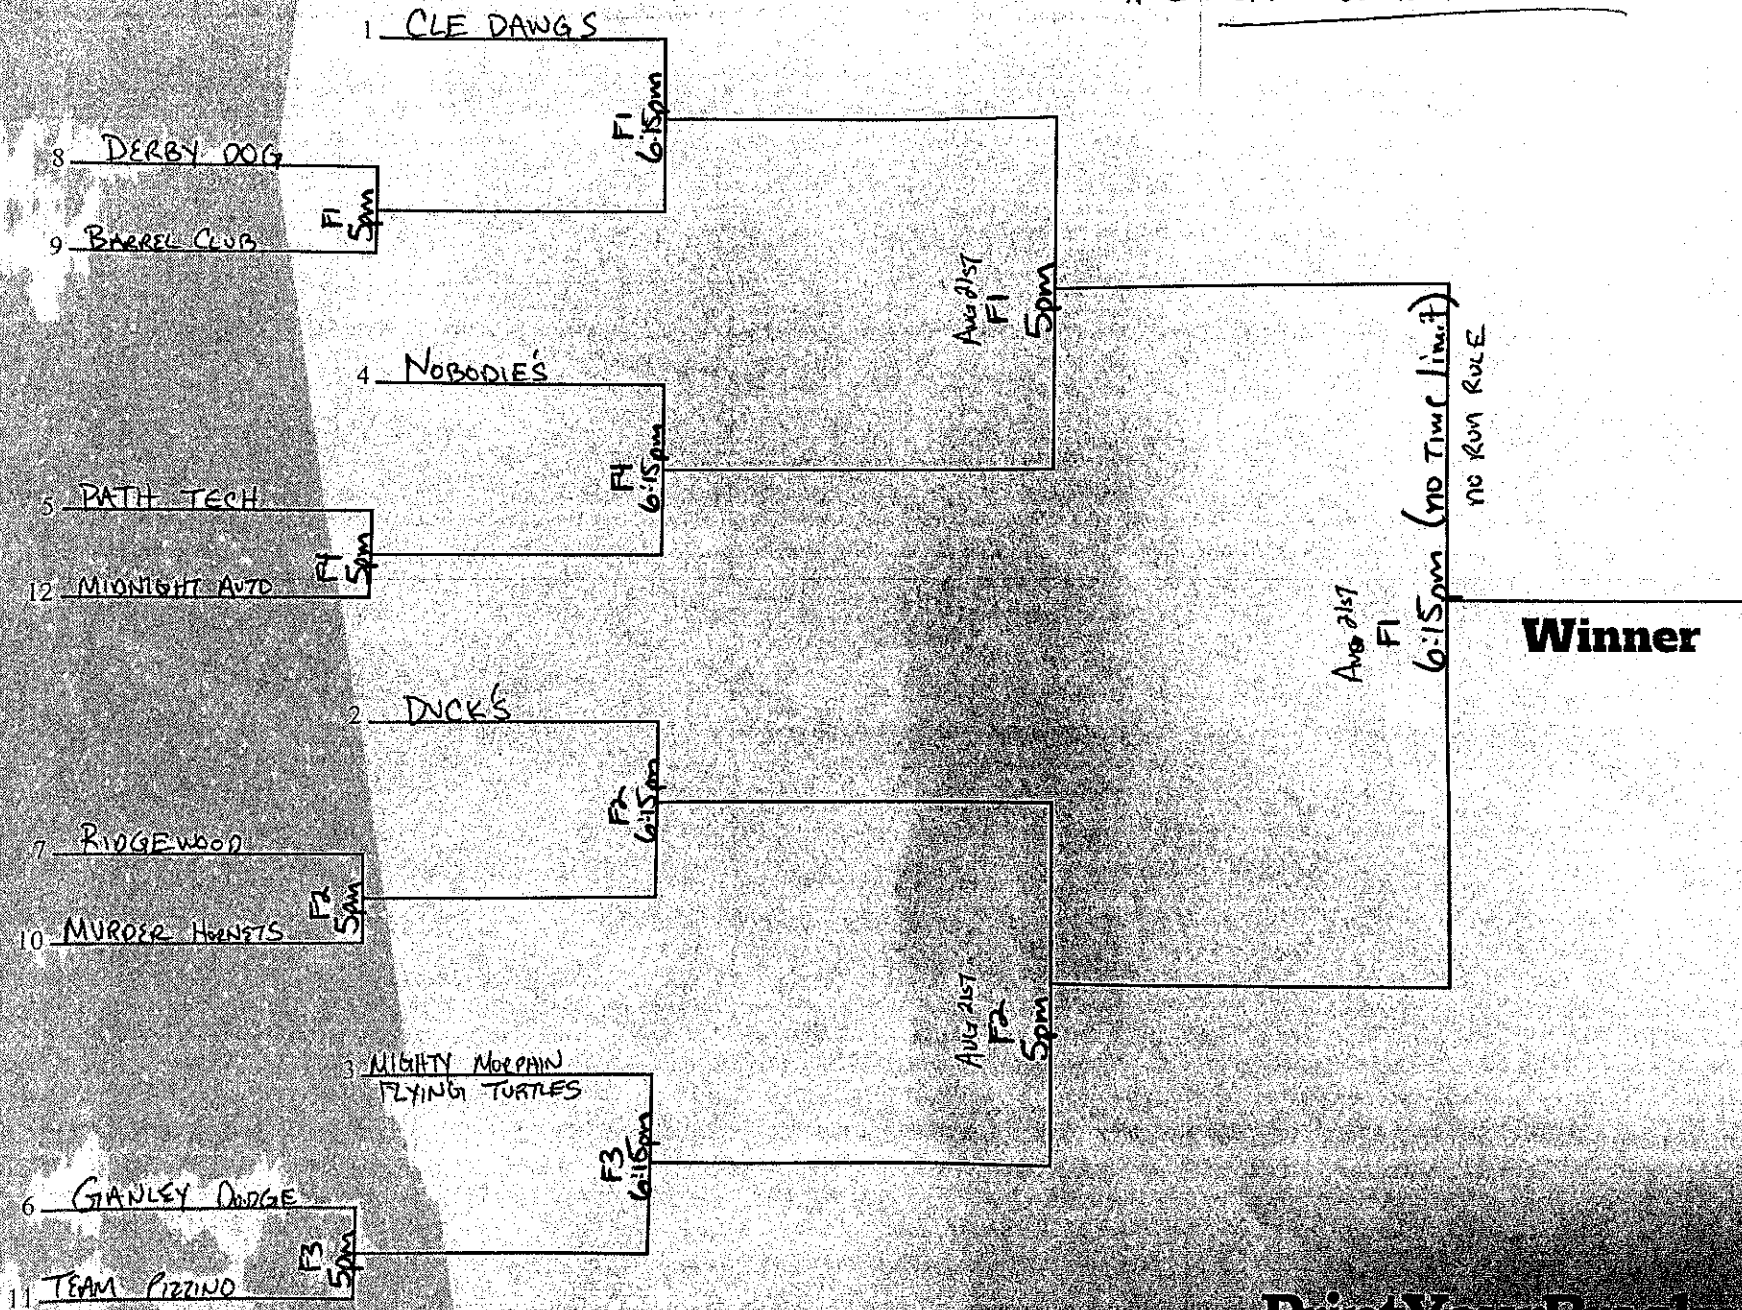 1 CLE DAWGS
F1
6:15pm
8 DERBY DOG
F1
5pm
9 BARREL CLUB
Aug 21st
F1
5pm
4 NOBODIE'S
F4
6:15pm
5 PATH TECH
F4
5pm
12 MIDNIGHT AUTO
Aug 21st
F1
6:15pm (no Time limit)
no Run RULE
Winner
2 DUCK'S
F2
6:15pm
7 RIDGEWOOD
F2
5pm
10 MURDER HORNETS
AUG 21ST
F2
5pm
3 MIGHTY MORPHIN
FLYING TURTLES
F3
6:15pm
6 GANLEY DODGE
F3
5pm
11 TEAM PIZZINO